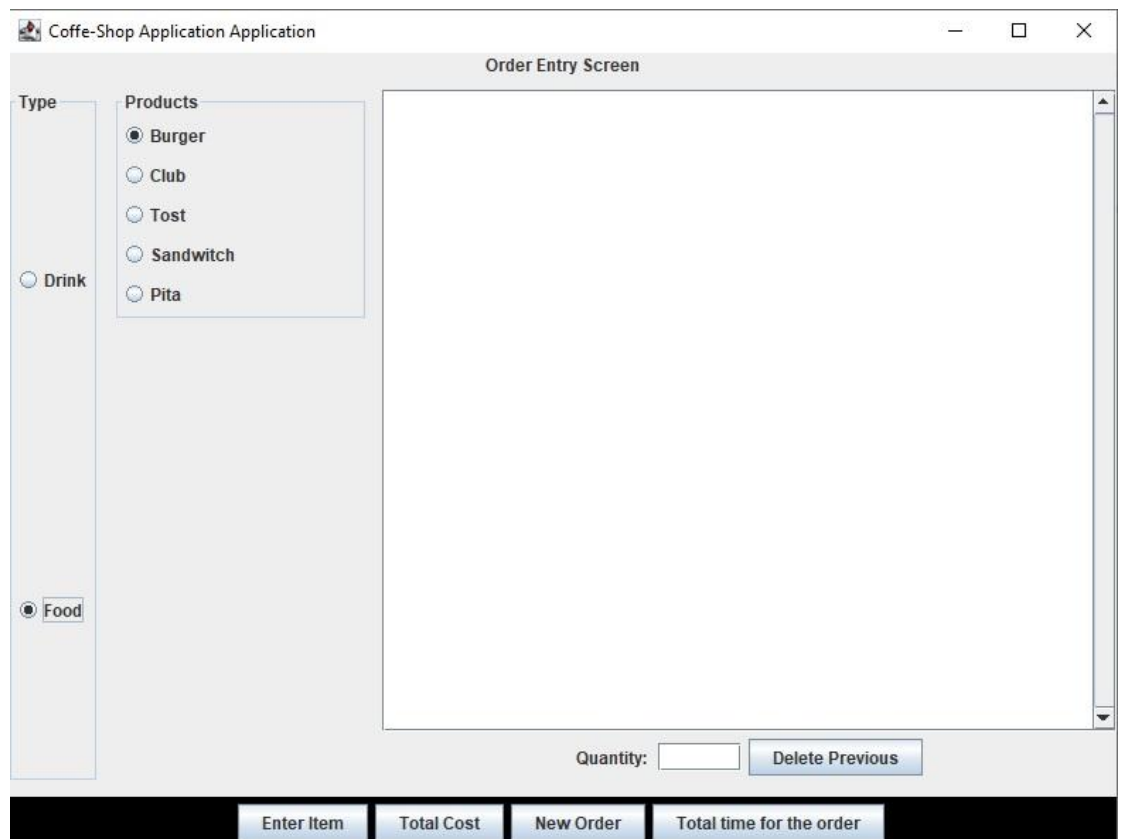 Coffe-Shop Application Application
Order Entry Screen
Type
Products
Burger
Club
Tost
Sandwitch
Drink
Pita
Food
Quantity:
Delete Previous
Enter Item
Total Cost
New Order
Total time for the order